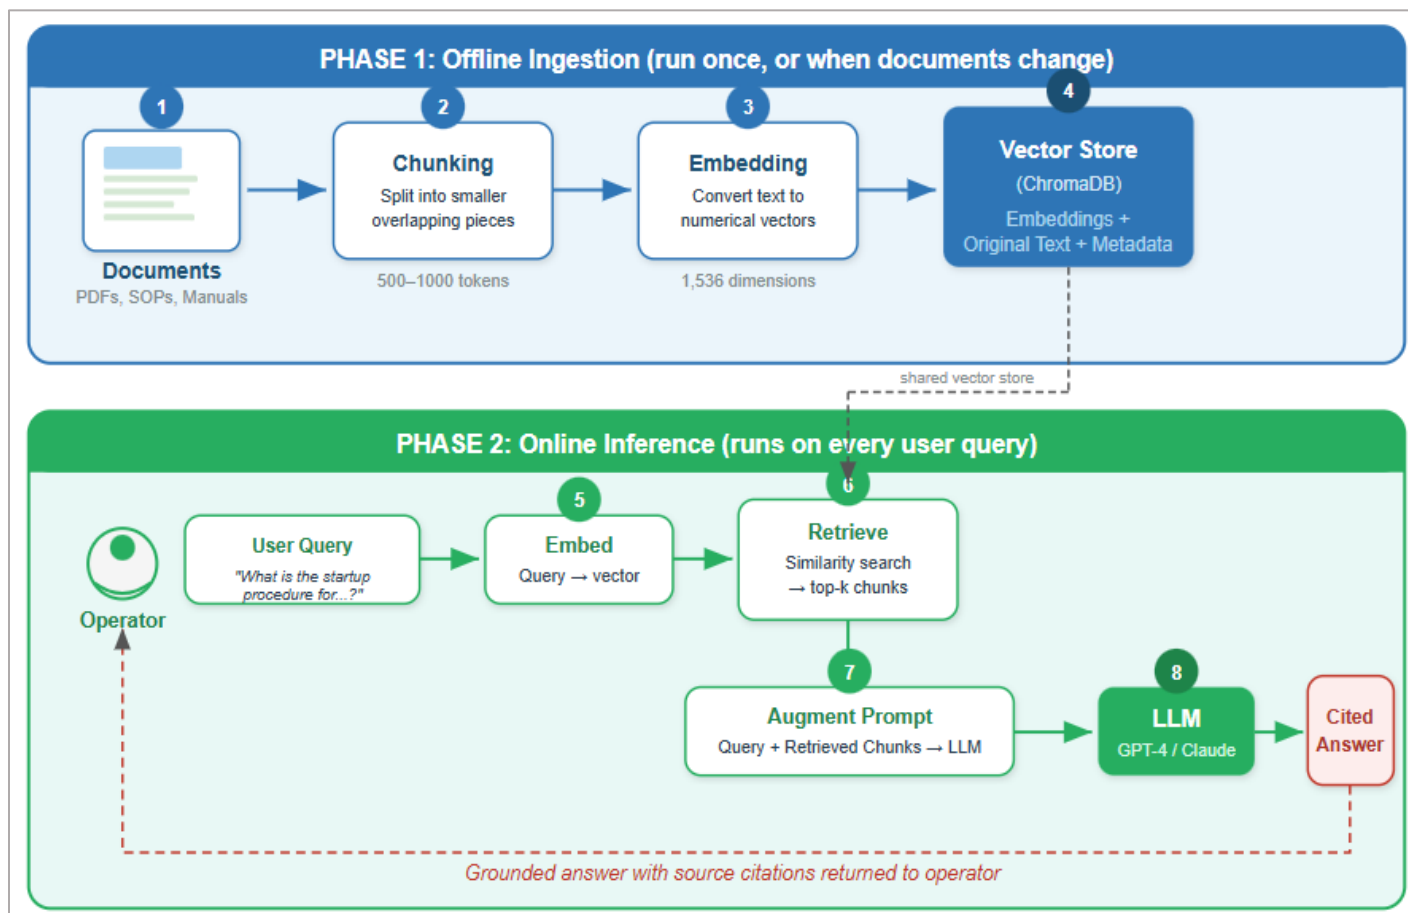 PHASE 1: Offline Ingestion (run once, or when documents change)
1
2
3
4
Documents
PDFs, SOPs, Manuals
Chunking
Split into smaller
overlapping pieces
500–1000 tokens
Embedding
Convert text to
numerical vectors
1,536 dimensions
Vector Store
(ChromaDB)
Embeddings +
Original Text + Metadata
shared vector store
PHASE 2: Online Inference (runs on every user query)
Operator
User Query
"What is the startup
procedure for...?"
5
Embed
Query → vector
6
Retrieve
Similarity search
→ top-k chunks
7
Augment Prompt
Query + Retrieved Chunks → LLM
8
LLM
GPT-4 / Claude
Cited
Answer
Grounded answer with source citations returned to operator